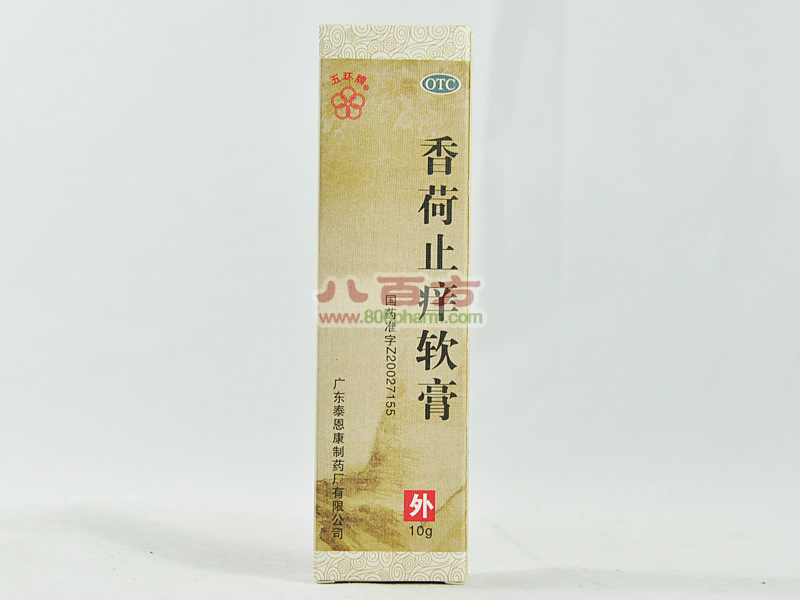 五环牌®
OTC
香荷止痒软膏
国药准字Z20027155
广东泰恩康制药厂有限公司
外
10g
八百方
www.800pharm.com